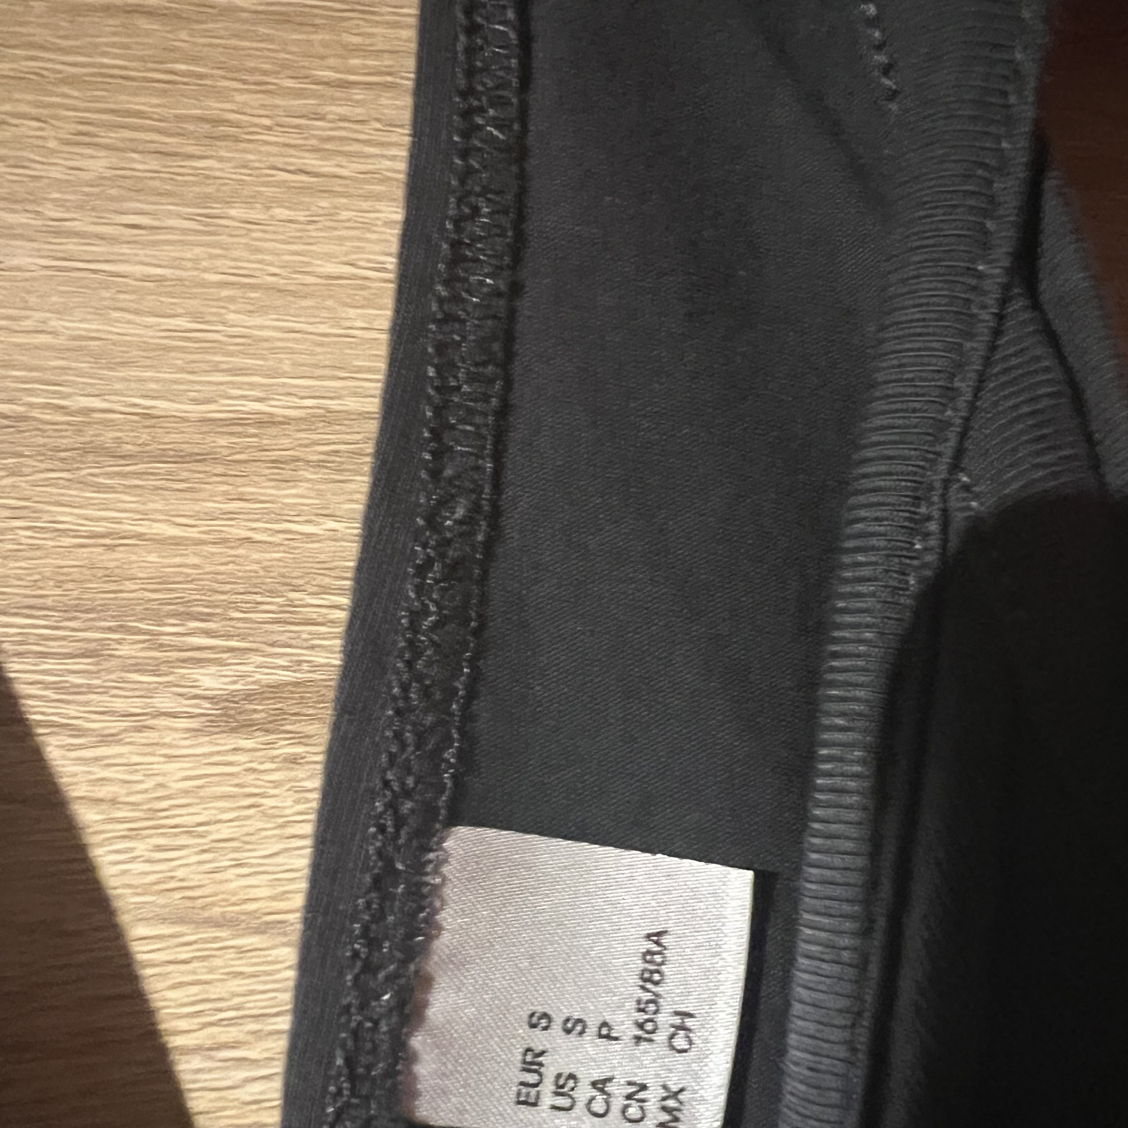 EUR S
US S
CA P
CN 165/88A
MX CH